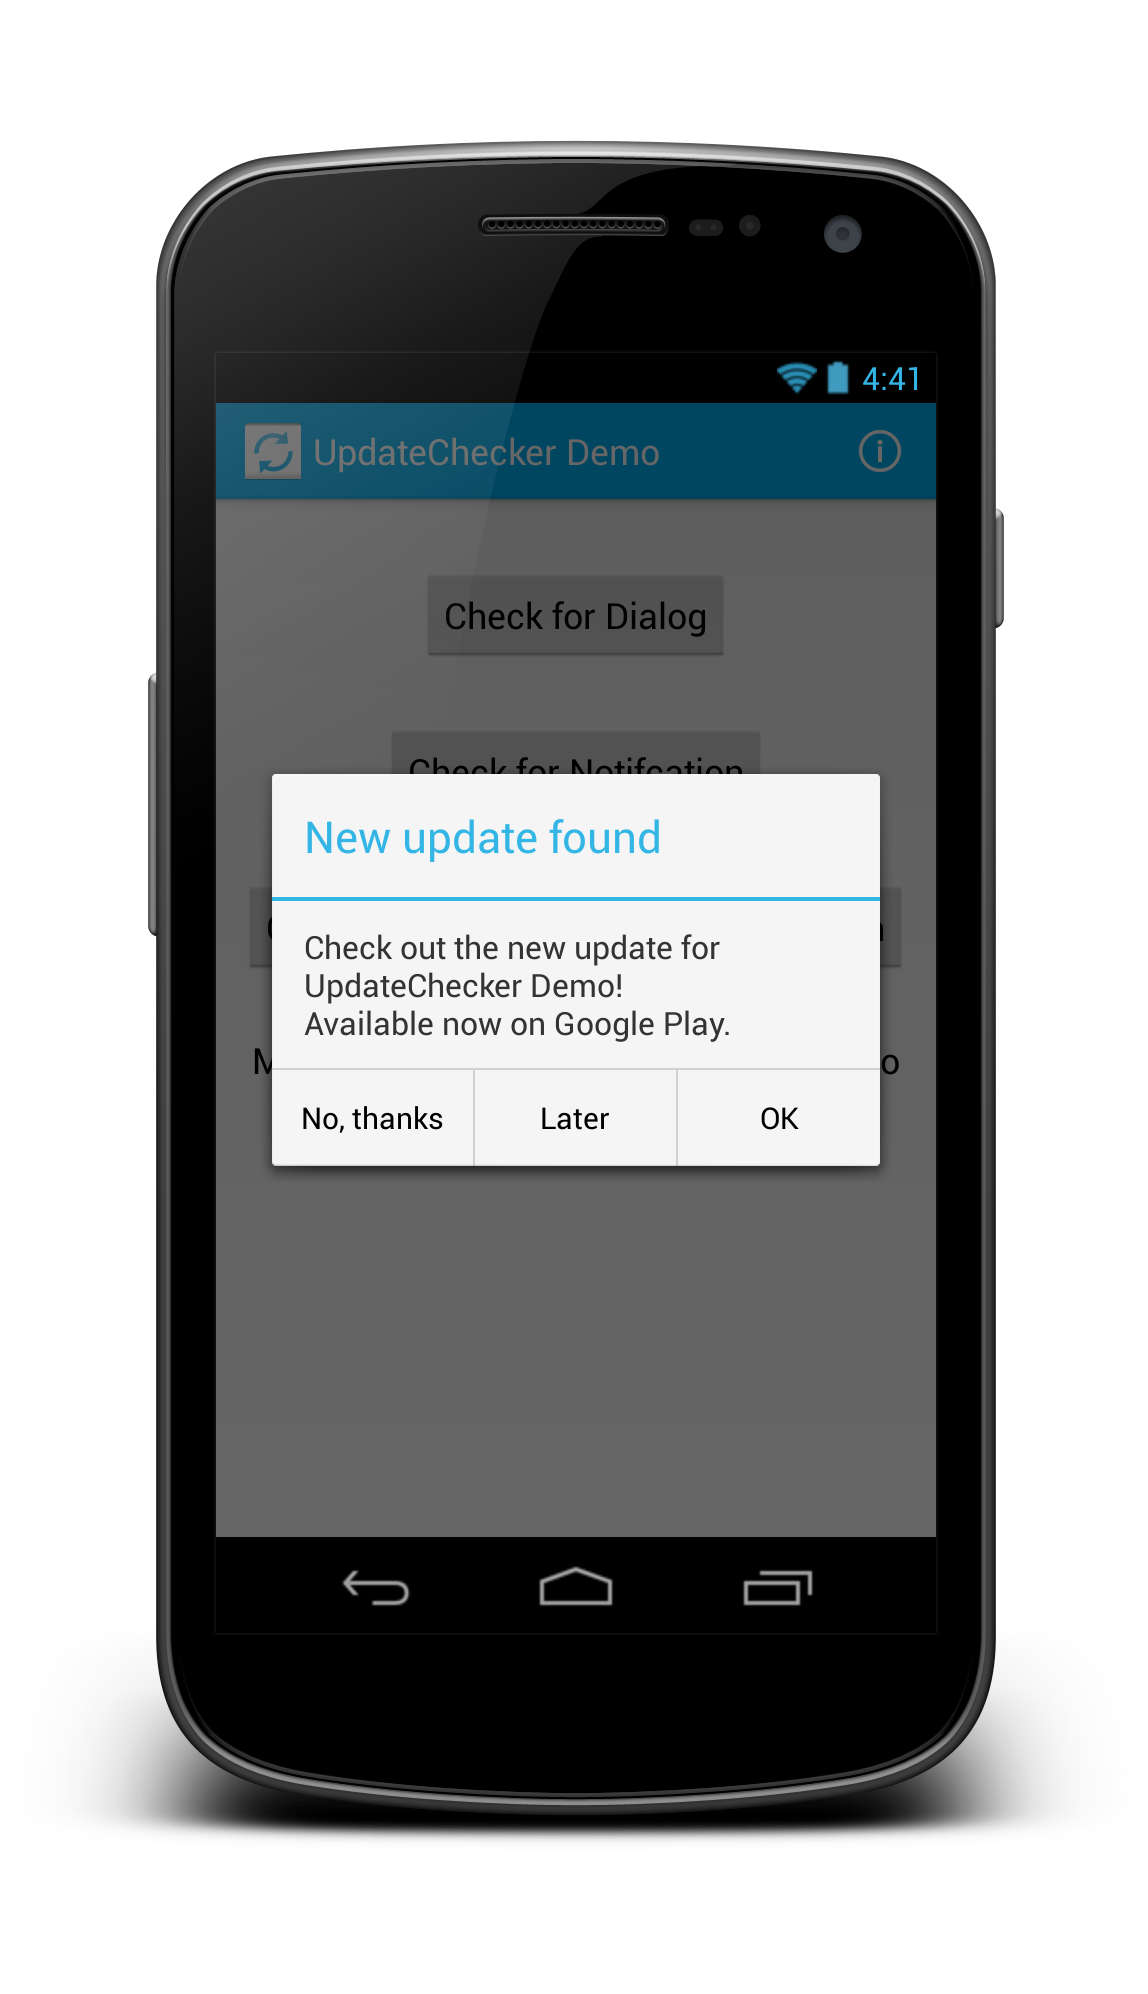 4:41
UpdateChecker Demo
Check for Dialog
Check for Notifcation
New update found
Check out the new update for
UpdateChecker Demo!
Available now on Google Play.
No, thanks
Later
OK